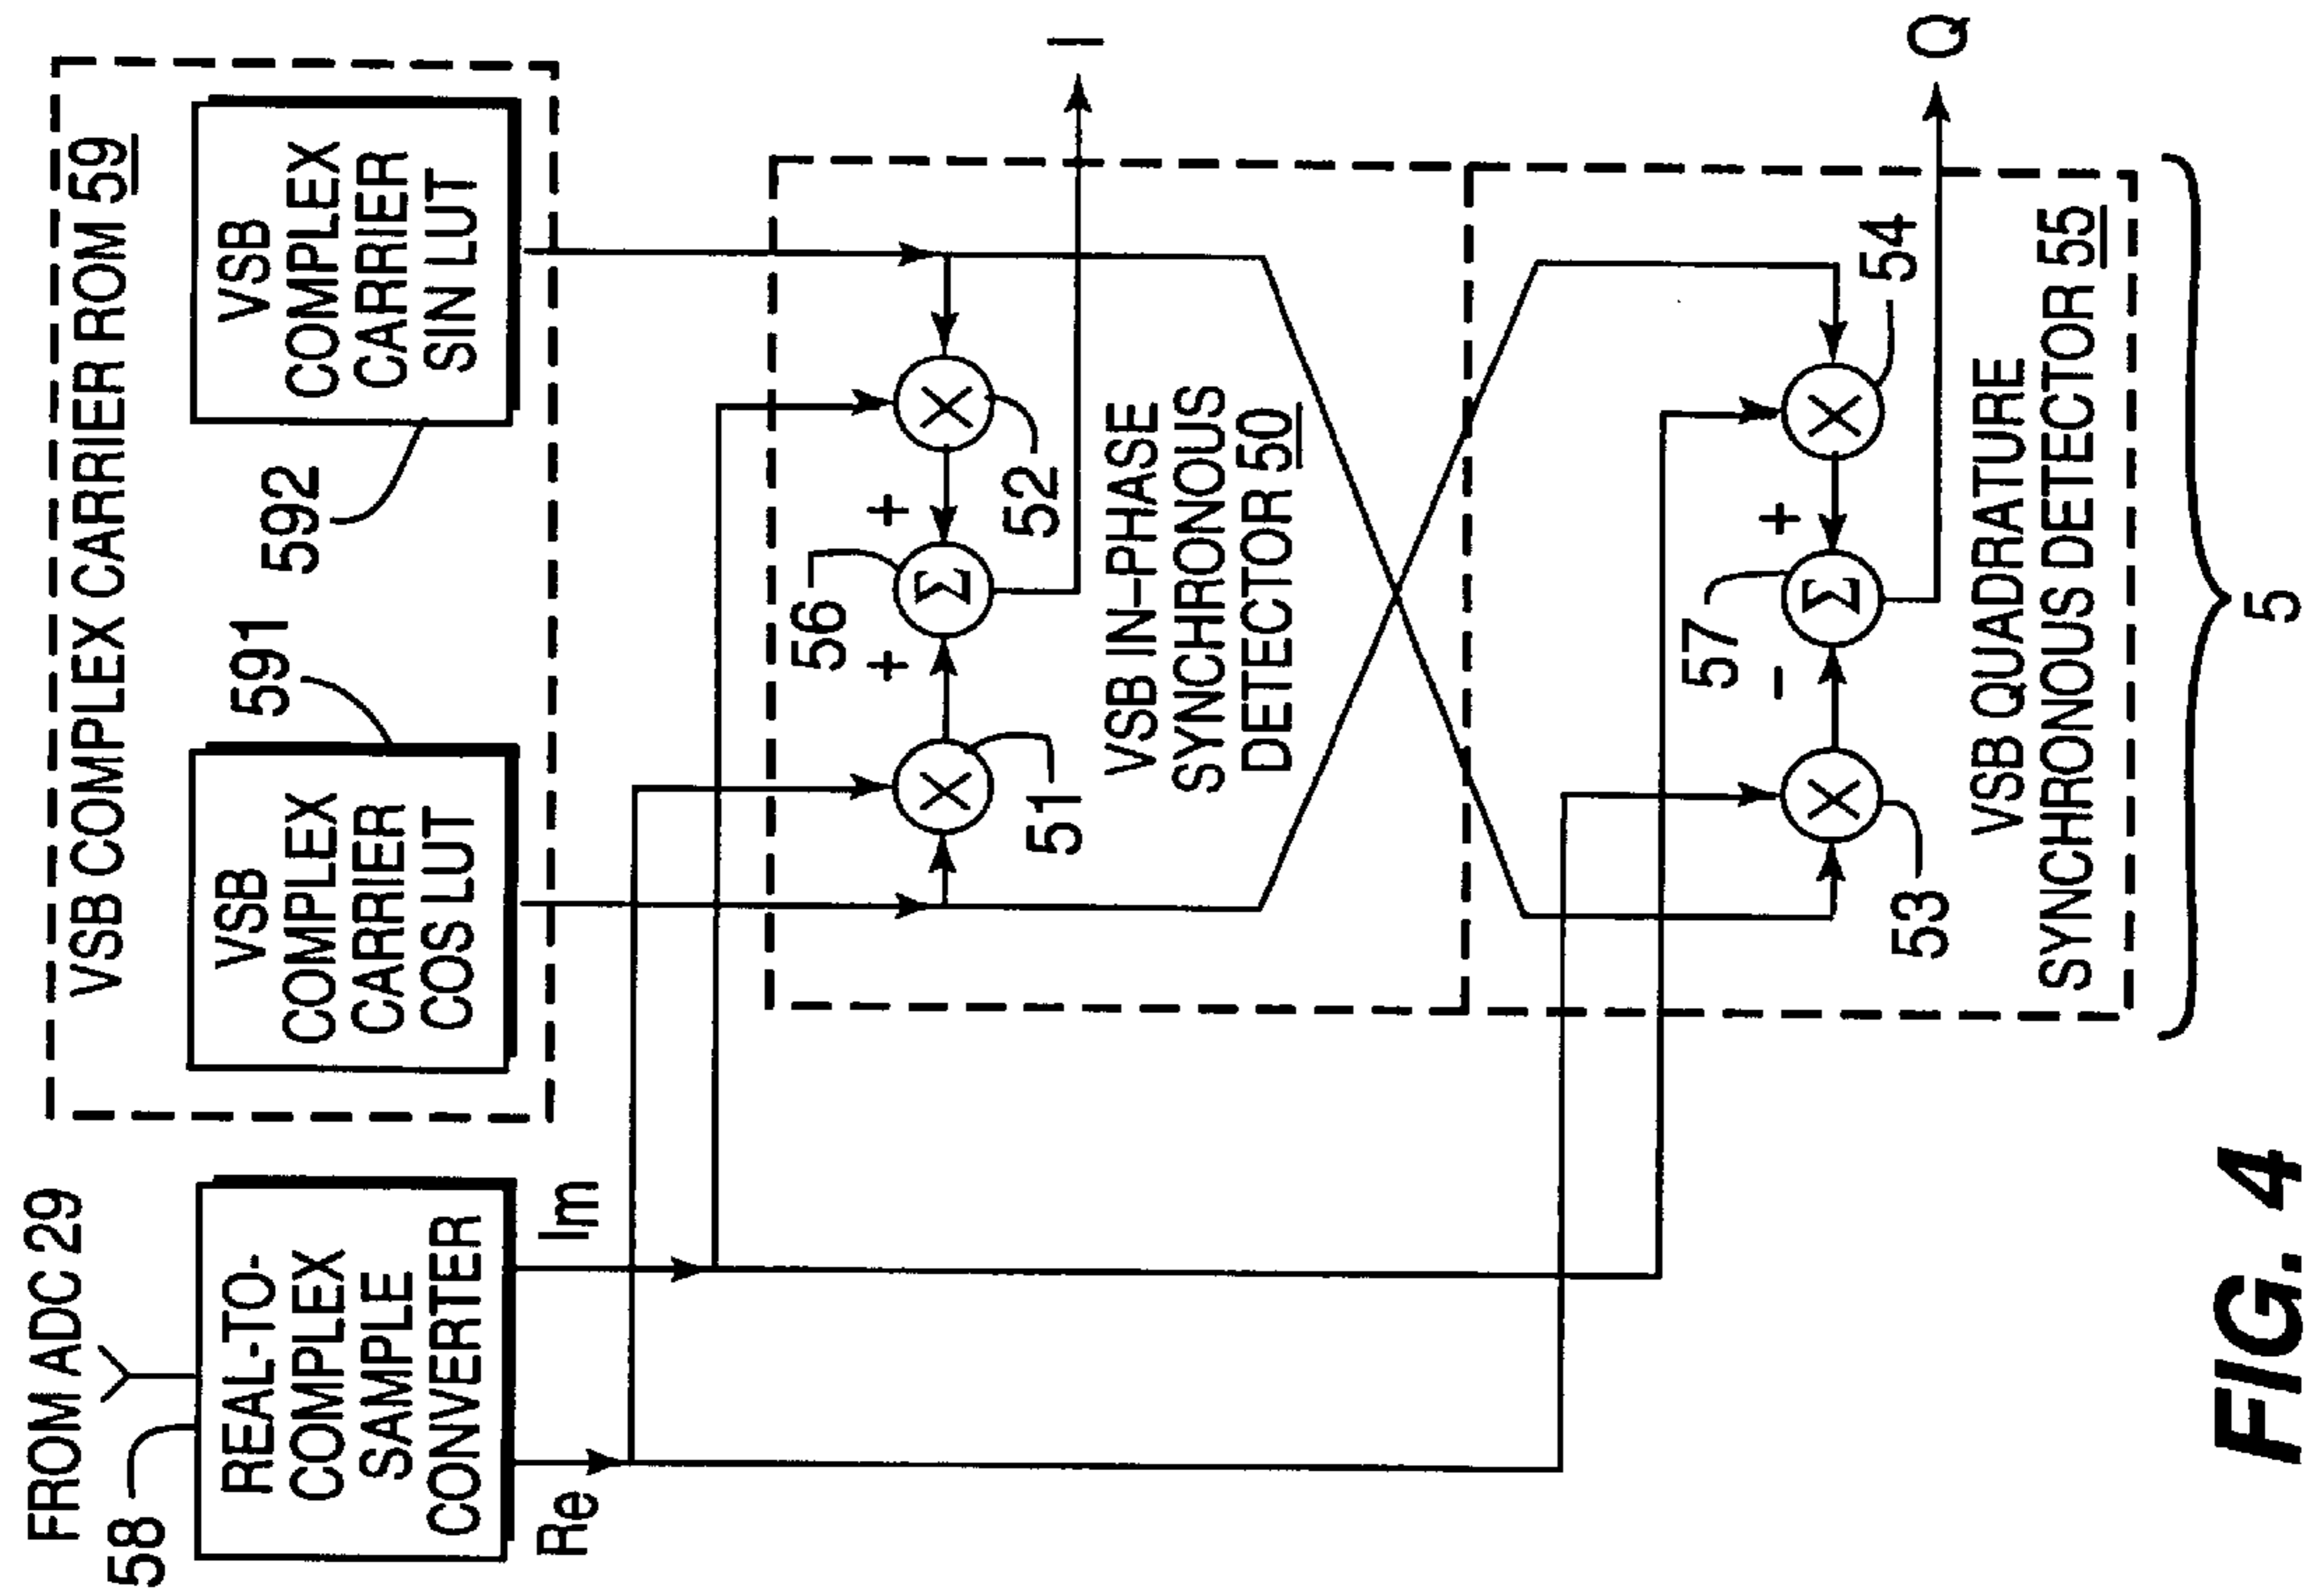 FROM ADC 29
58
REAL-TO-
COMPLEX
SAMPLE
CONVERTER
Re
Im
VSB COMPLEX CARRIER ROM 59
VSB
COMPLEX
CARRIER
COS LUT
591
VSB
COMPLEX
CARRIER
SIN LUT
592
56
+
+
X
Σ
X
51
52
VSB IN-PHASE
SYNCHRONOUS
DETECTOR 50
I
57
-
+
X
Σ
X
53
54
VSB QUADRATURE
SYNCHRONOUS DETECTOR 55
Q
5
FIG. 4